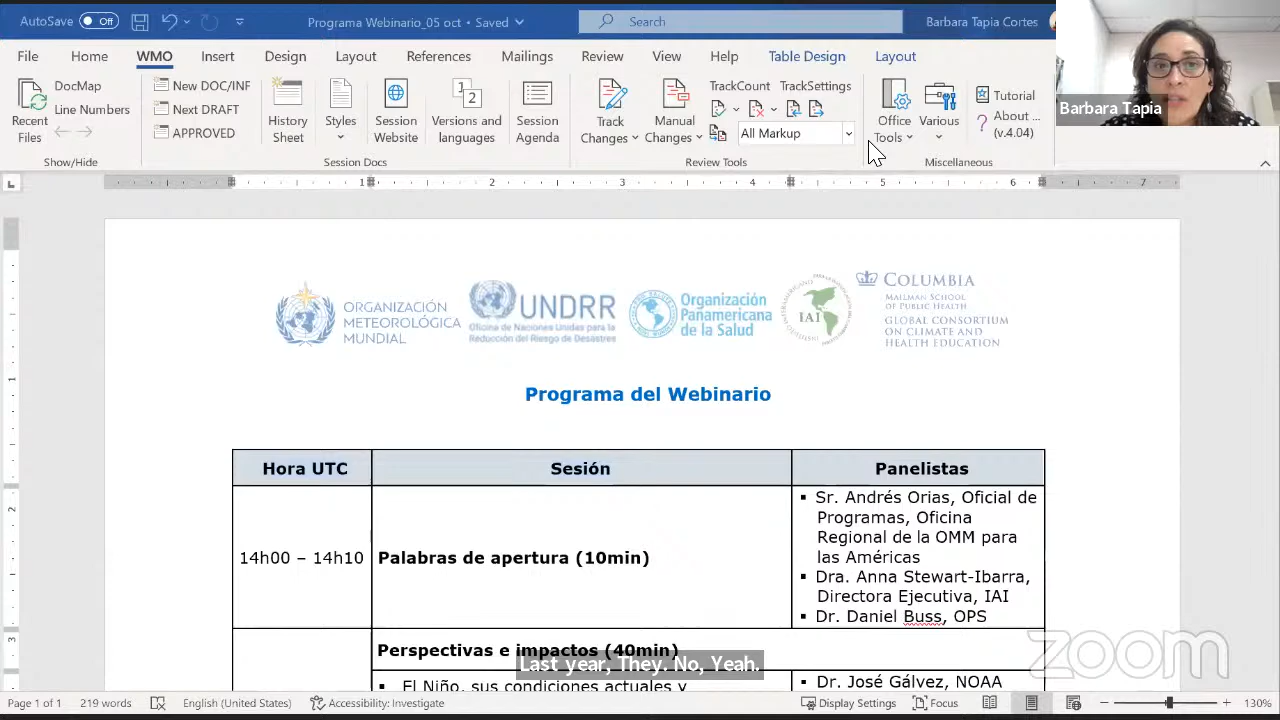 AutoSave Off Programa Webinario_05 oct • Saved Search Barbara Tapia Cortes
File Home WMO Insert Design Layout References Mailings Review View Help Table Design Layout
DocMap
Line Numbers
Recent Files
Show/Hide
New DOC/INF
Next DRAFT
APPROVED
History Sheet
Styles
Session Website
Versions and languages
Session Agenda
Session Docs
Track Changes
Manual Changes
TrackCount TrackSettings
All Markup
Review Tools
Office Tools
Various
Tutorial
About ... (v.4.04)
Miscellaneous
Barbara Tapia
1 1 2 3 4 5 6 7
ORGANIZACIÓN
METEOROLÓGICA
MUNDIAL
UNDRR
Oficina de Naciones Unidas para la
Reducción del Riesgo de Desastres
Organización
Panamericana
de la Salud
IAI
COLUMBIA
MAILMAN SCHOOL
OF PUBLIC HEALTH
GLOBAL CONSORTIUM
ON CLIMATE AND
HEALTH EDUCATION
Programa del Webinario
Hora UTC Sesión Panelistas
14h00 – 14h10
Palabras de apertura (10min)
▪ Sr. Andrés Orias, Oficial de
Programas, Oficina
Regional de la OMM para
las Américas
▪ Dra. Anna Stewart-Ibarra,
Directora Ejecutiva, IAI
▪ Dr. Daniel Buss, OPS
Perspectivas e impactos (40min)
▪ El Niño, sus condiciones actuales y
▪ Dr. José Gálvez, NOAA
Last year, They. No, Yeah.
zoom
Page 1 of 1 219 words English (United States) Accessibility: Investigate Display Settings Focus 130%